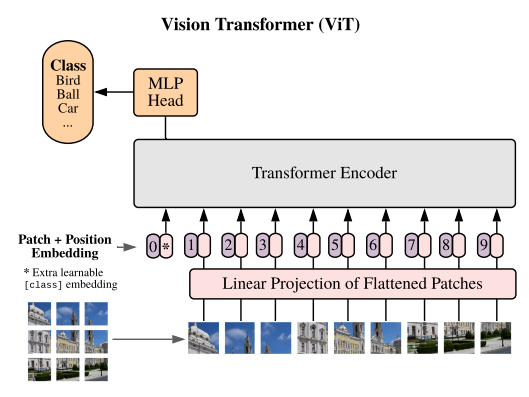 Vision Transformer (ViT)
Class
Bird
Ball
Car
...
MLP
Head
Transformer Encoder
Patch + Position
Embedding
0 * 1 2 3 4 5 6 7 8 9
* Extra learnable
[class] embedding
Linear Projection of Flattened Patches